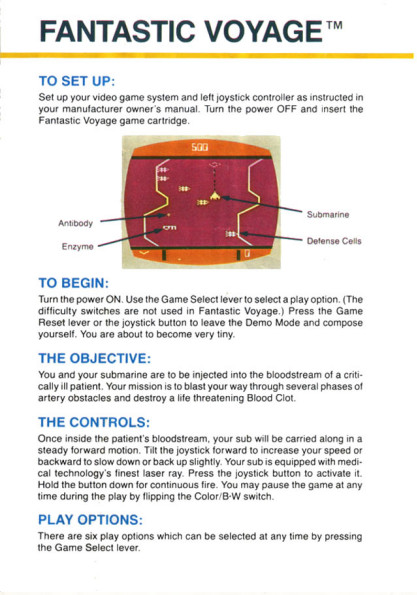 FANTASTIC VOYAGE™
TO SET UP:
Set up your video game system and left joystick controller as instructed in
your manufacturer owner's manual. Turn the power OFF and insert the
Fantastic Voyage game cartridge.
500
Antibody
Submarine
Enzyme
Defense Cells
0
TO BEGIN:
Turn the power ON. Use the Game Select lever to select a play option. (The
difficulty switches are not used in Fantastic Voyage.) Press the Game
Reset lever or the joystick button to leave the Demo Mode and compose
yourself. You are about to become very tiny.
THE OBJECTIVE:
You and your submarine are to be injected into the bloodstream of a criti-
cally ill patient. Your mission is to blast your way through several phases of
artery obstacles and destroy a life threatening Blood Clot.
THE CONTROLS:
Once inside the patient's bloodstream, your sub will be carried along in a
steady forward motion. Tilt the joystick forward to increase your speed or
backward to slow down or back up slightly. Your sub is equipped with medi-
cal technology's finest laser ray. Press the joystick button to activate it.
Hold the button down for continuous fire. You may pause the game at any
time during the play by flipping the Color/B-W switch.
PLAY OPTIONS:
There are six play options which can be selected at any time by pressing
the Game Select lever.